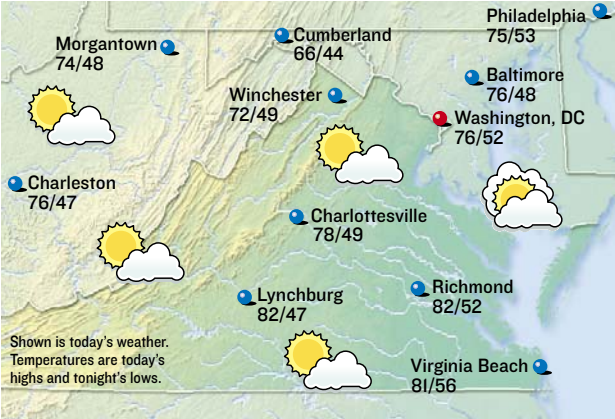 Philadelphia
75/53
Cumberland
66/44
Morgantown
74/48
Baltimore
76/48
Winchester
72/49
Washington, DC
76/52
Charleston
76/47
Charlottesville
78/49
Richmond
82/52
Lynchburg
82/47
Shown is today's weather.
Temperatures are today's
highs and tonight's lows.
Virginia Beach
81/56